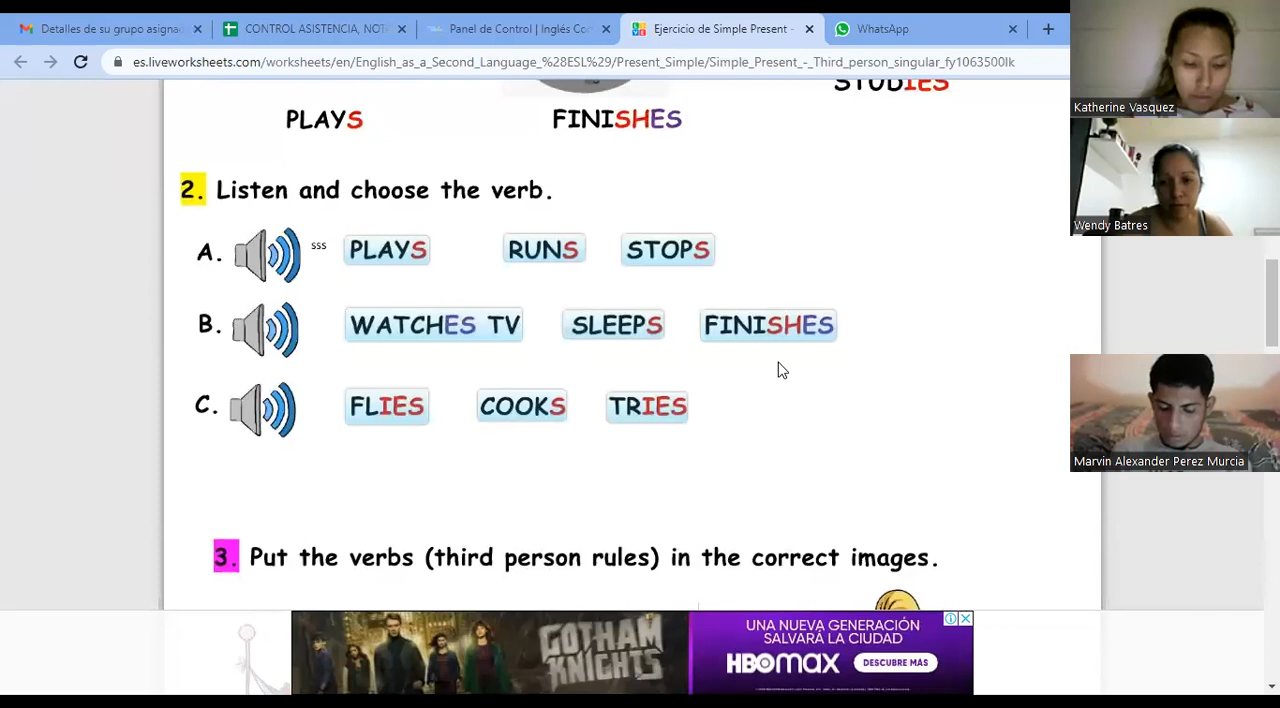 Detalles de su grupo asigna
CONTROL ASISTENCIA, NOT
Panel de Control | Inglés Co
Ejercicio de Simple Present -
WhatsApp
es.liveworksheets.com/worksheets/en/English_as_a_Second_Language_%28ESL%29/Present_Simple/Simple_Present_-_Third_person_singular_fy1063500lk
STUDIES
PLAYS FINISHES
2. Listen and choose the verb.
A. sss PLAYS RUNS STOPS
B. WATCHES TV SLEEPS FINISHES
C. FLIES COOKS TRIES
3. Put the verbs (third person rules) in the correct images.
GOTHAM
KNIGHTS
UNA NUEVA GENERACIÓN
SALVARÁ LA CIUDAD
HBOMAX DESCUBRE MÁS
Katherine Vasquez
Wendy Batres
Marvin Alexander Perez Murcia